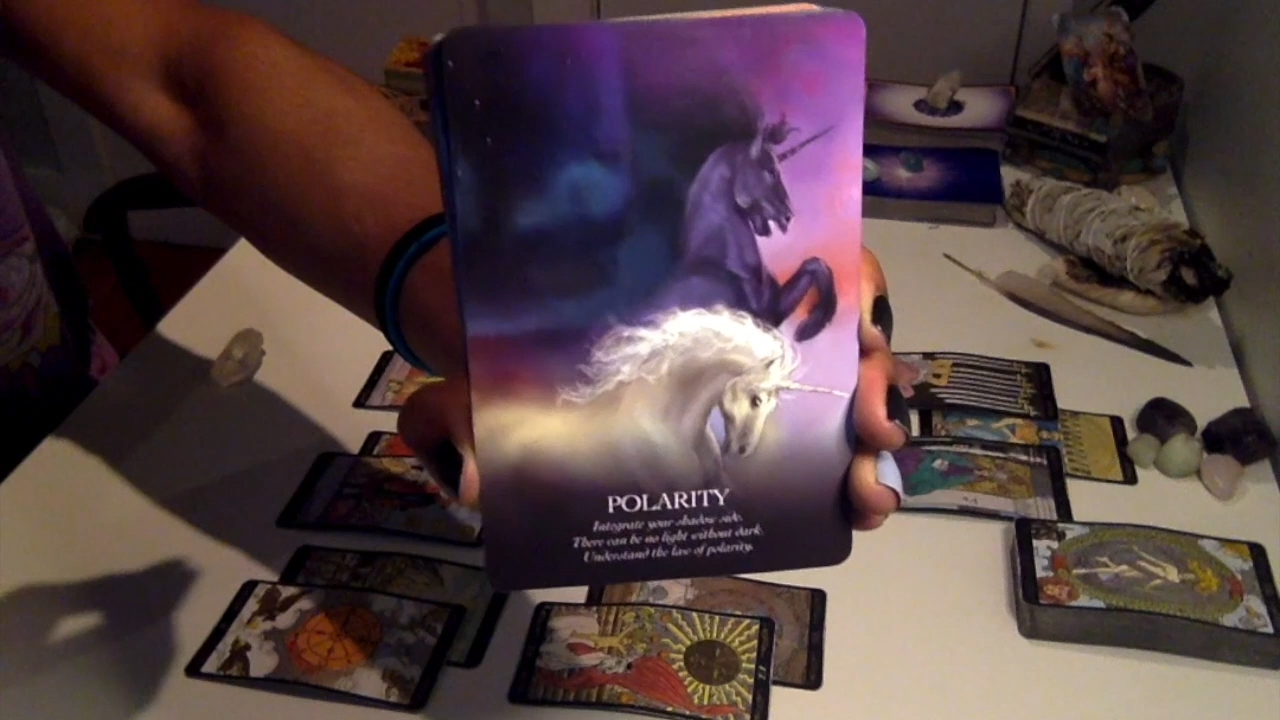 POLARITY
Integrate your shadow side.
There can be no light without dark.
Understand the law of polarity.